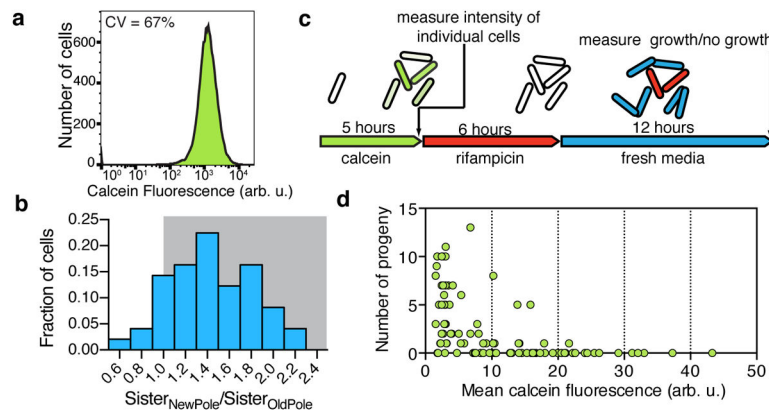 a
CV = 67%
Number of cells
600
400
200
0
10⁰ 10¹ 10² 10³ 10⁴
Calcein Fluorescence (arb. u.)
b
Fraction of cells
0.25
0.20
0.15
0.10
0.05
0.00
0.6 0.8 1.0 1.2 1.4 1.6 1.8 2.0 2.2 2.4
Sister_NewPole/Sister_OldPole
c
measure intensity of
individual cells
measure growth/no growth
5 hours 6 hours 12 hours
calcein rifampicin fresh media
d
Number of progeny
15
10
5
0
0 10 20 30 40 50
Mean calcein fluorescence (arb. u.)